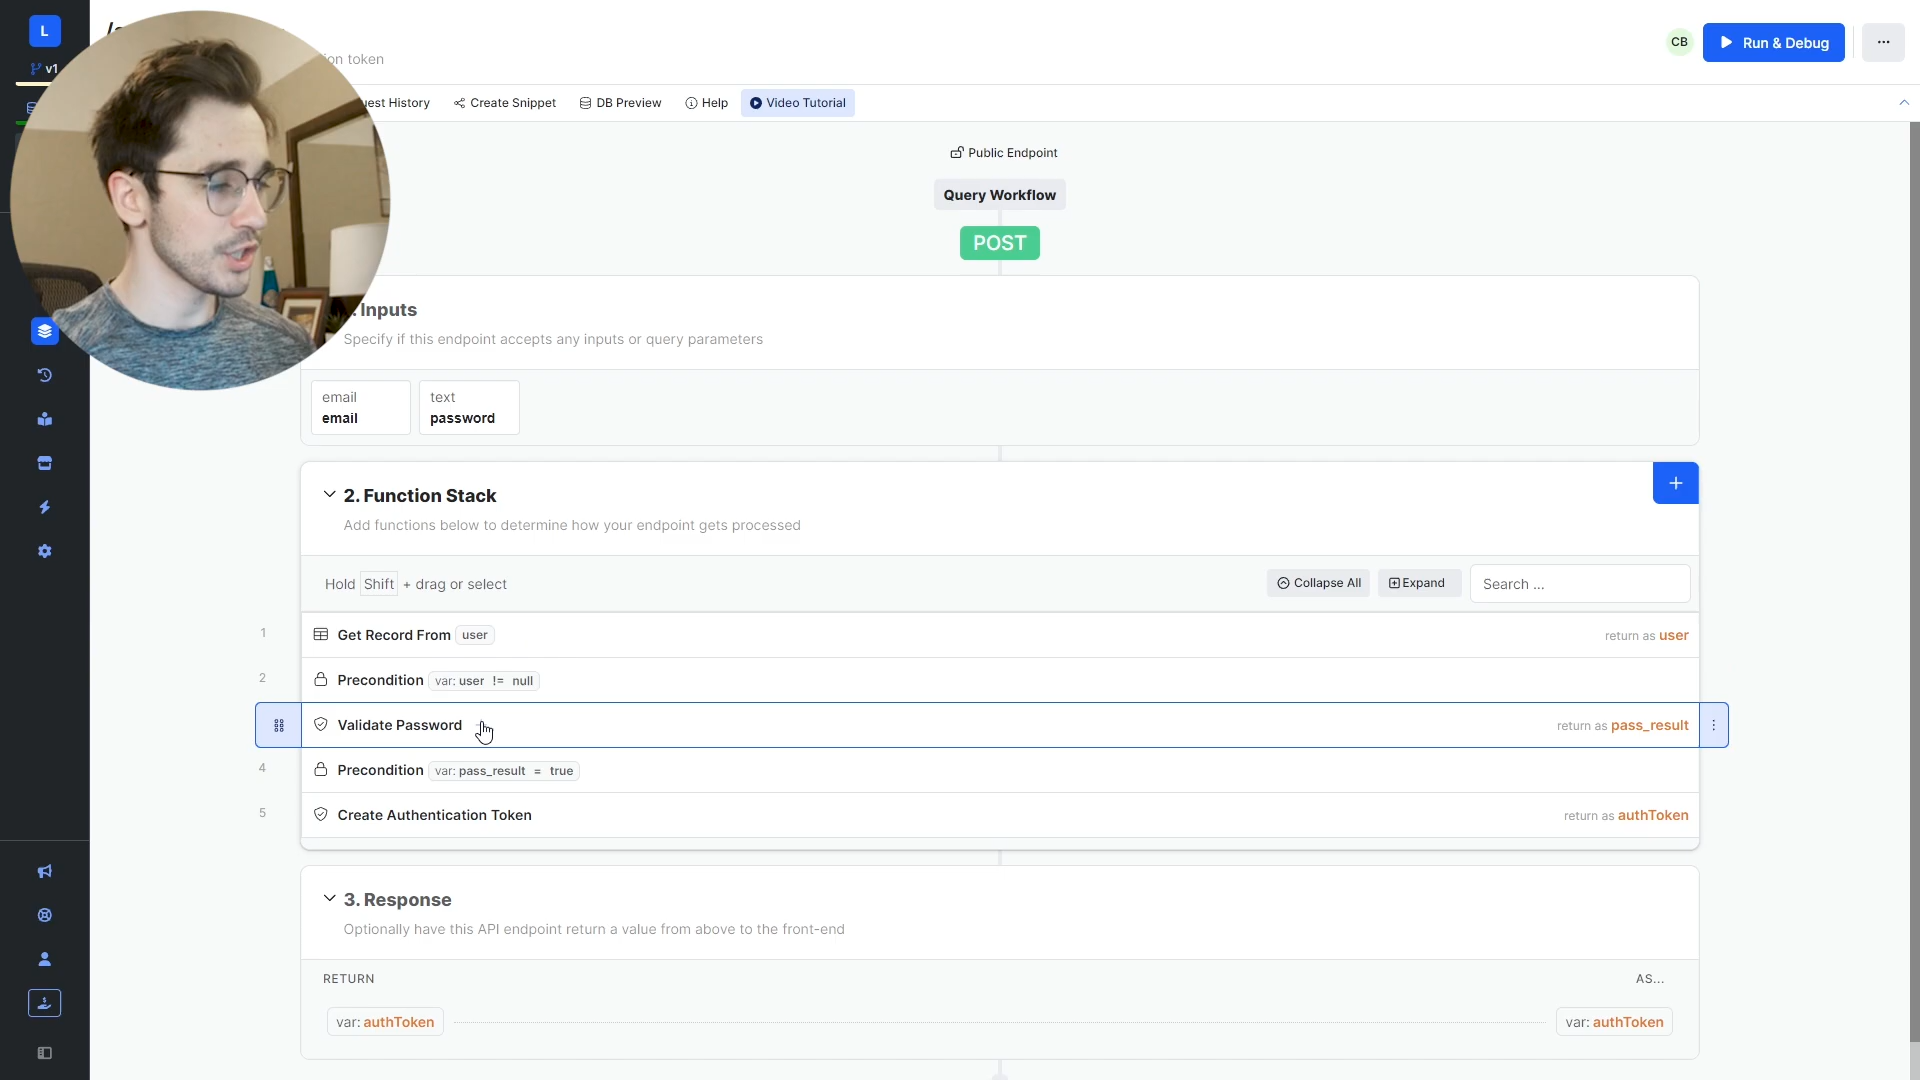 L
v1
on token
CB
Run & Debug
uest History
Create Snippet
DB Preview
Help
Video Tutorial
Public Endpoint
Query Workflow
POST
. Inputs
Specify if this endpoint accepts any inputs or query parameters
email
email
text
password
2. Function Stack
Add functions below to determine how your endpoint gets processed
Hold Shift + drag or select
Collapse All
Expand
Search ...
1
Get Record From user
return as user
2
Precondition var: user != null
Validate Password
return as pass_result
4
Precondition var: pass_result = true
5
Create Authentication Token
return as authToken
3. Response
Optionally have this API endpoint return a value from above to the front-end
RETURN
AS...
var: authToken
var: authToken